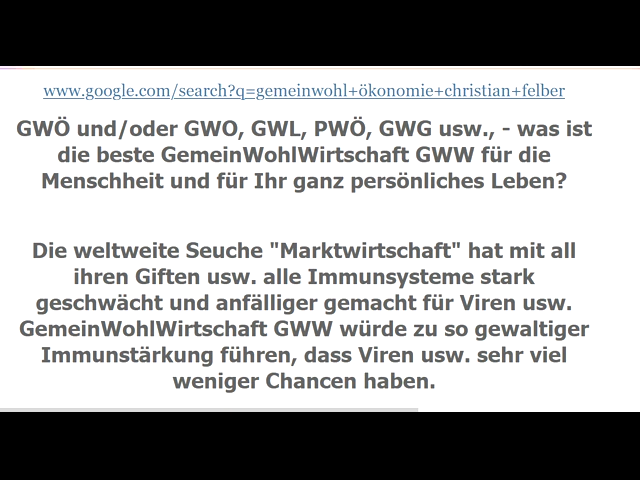 www.google.com/search?q=gemeinwohl+ökonomie+christian+felber
GWÖ und/oder GWO, GWL, PWÖ, GWG usw., - was ist
die beste GemeinWohlWirtschaft GWW für die
Menschheit und für Ihr ganz persönliches Leben?
Die weltweite Seuche "Marktwirtschaft" hat mit all
ihren Giften usw. alle Immunsysteme stark
geschwächt und anfälliger gemacht für Viren usw.
GemeinWohlWirtschaft GWW würde zu so gewaltiger
Immunstärkung führen, dass Viren usw. sehr viel
weniger Chancen haben.